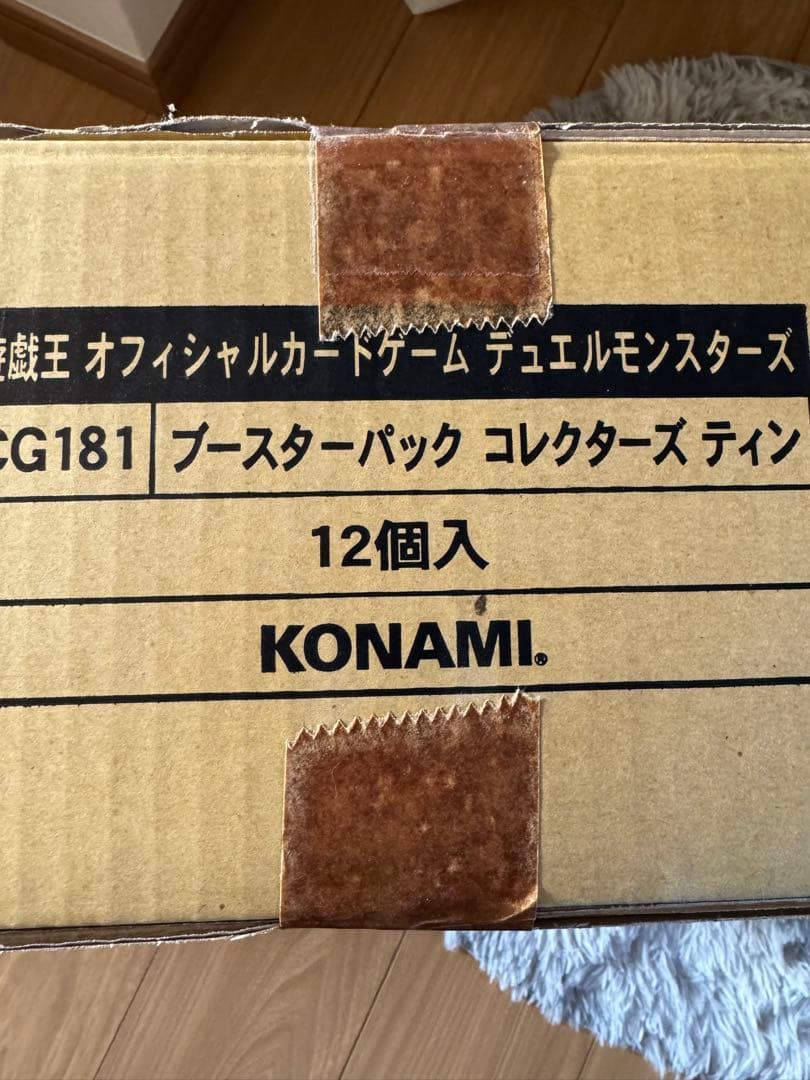 戯王 オフィシャルカードゲーム デュエルモンスターズ
CG181 ブースターパック コレクターズ ティン
12個入
KONAMI®